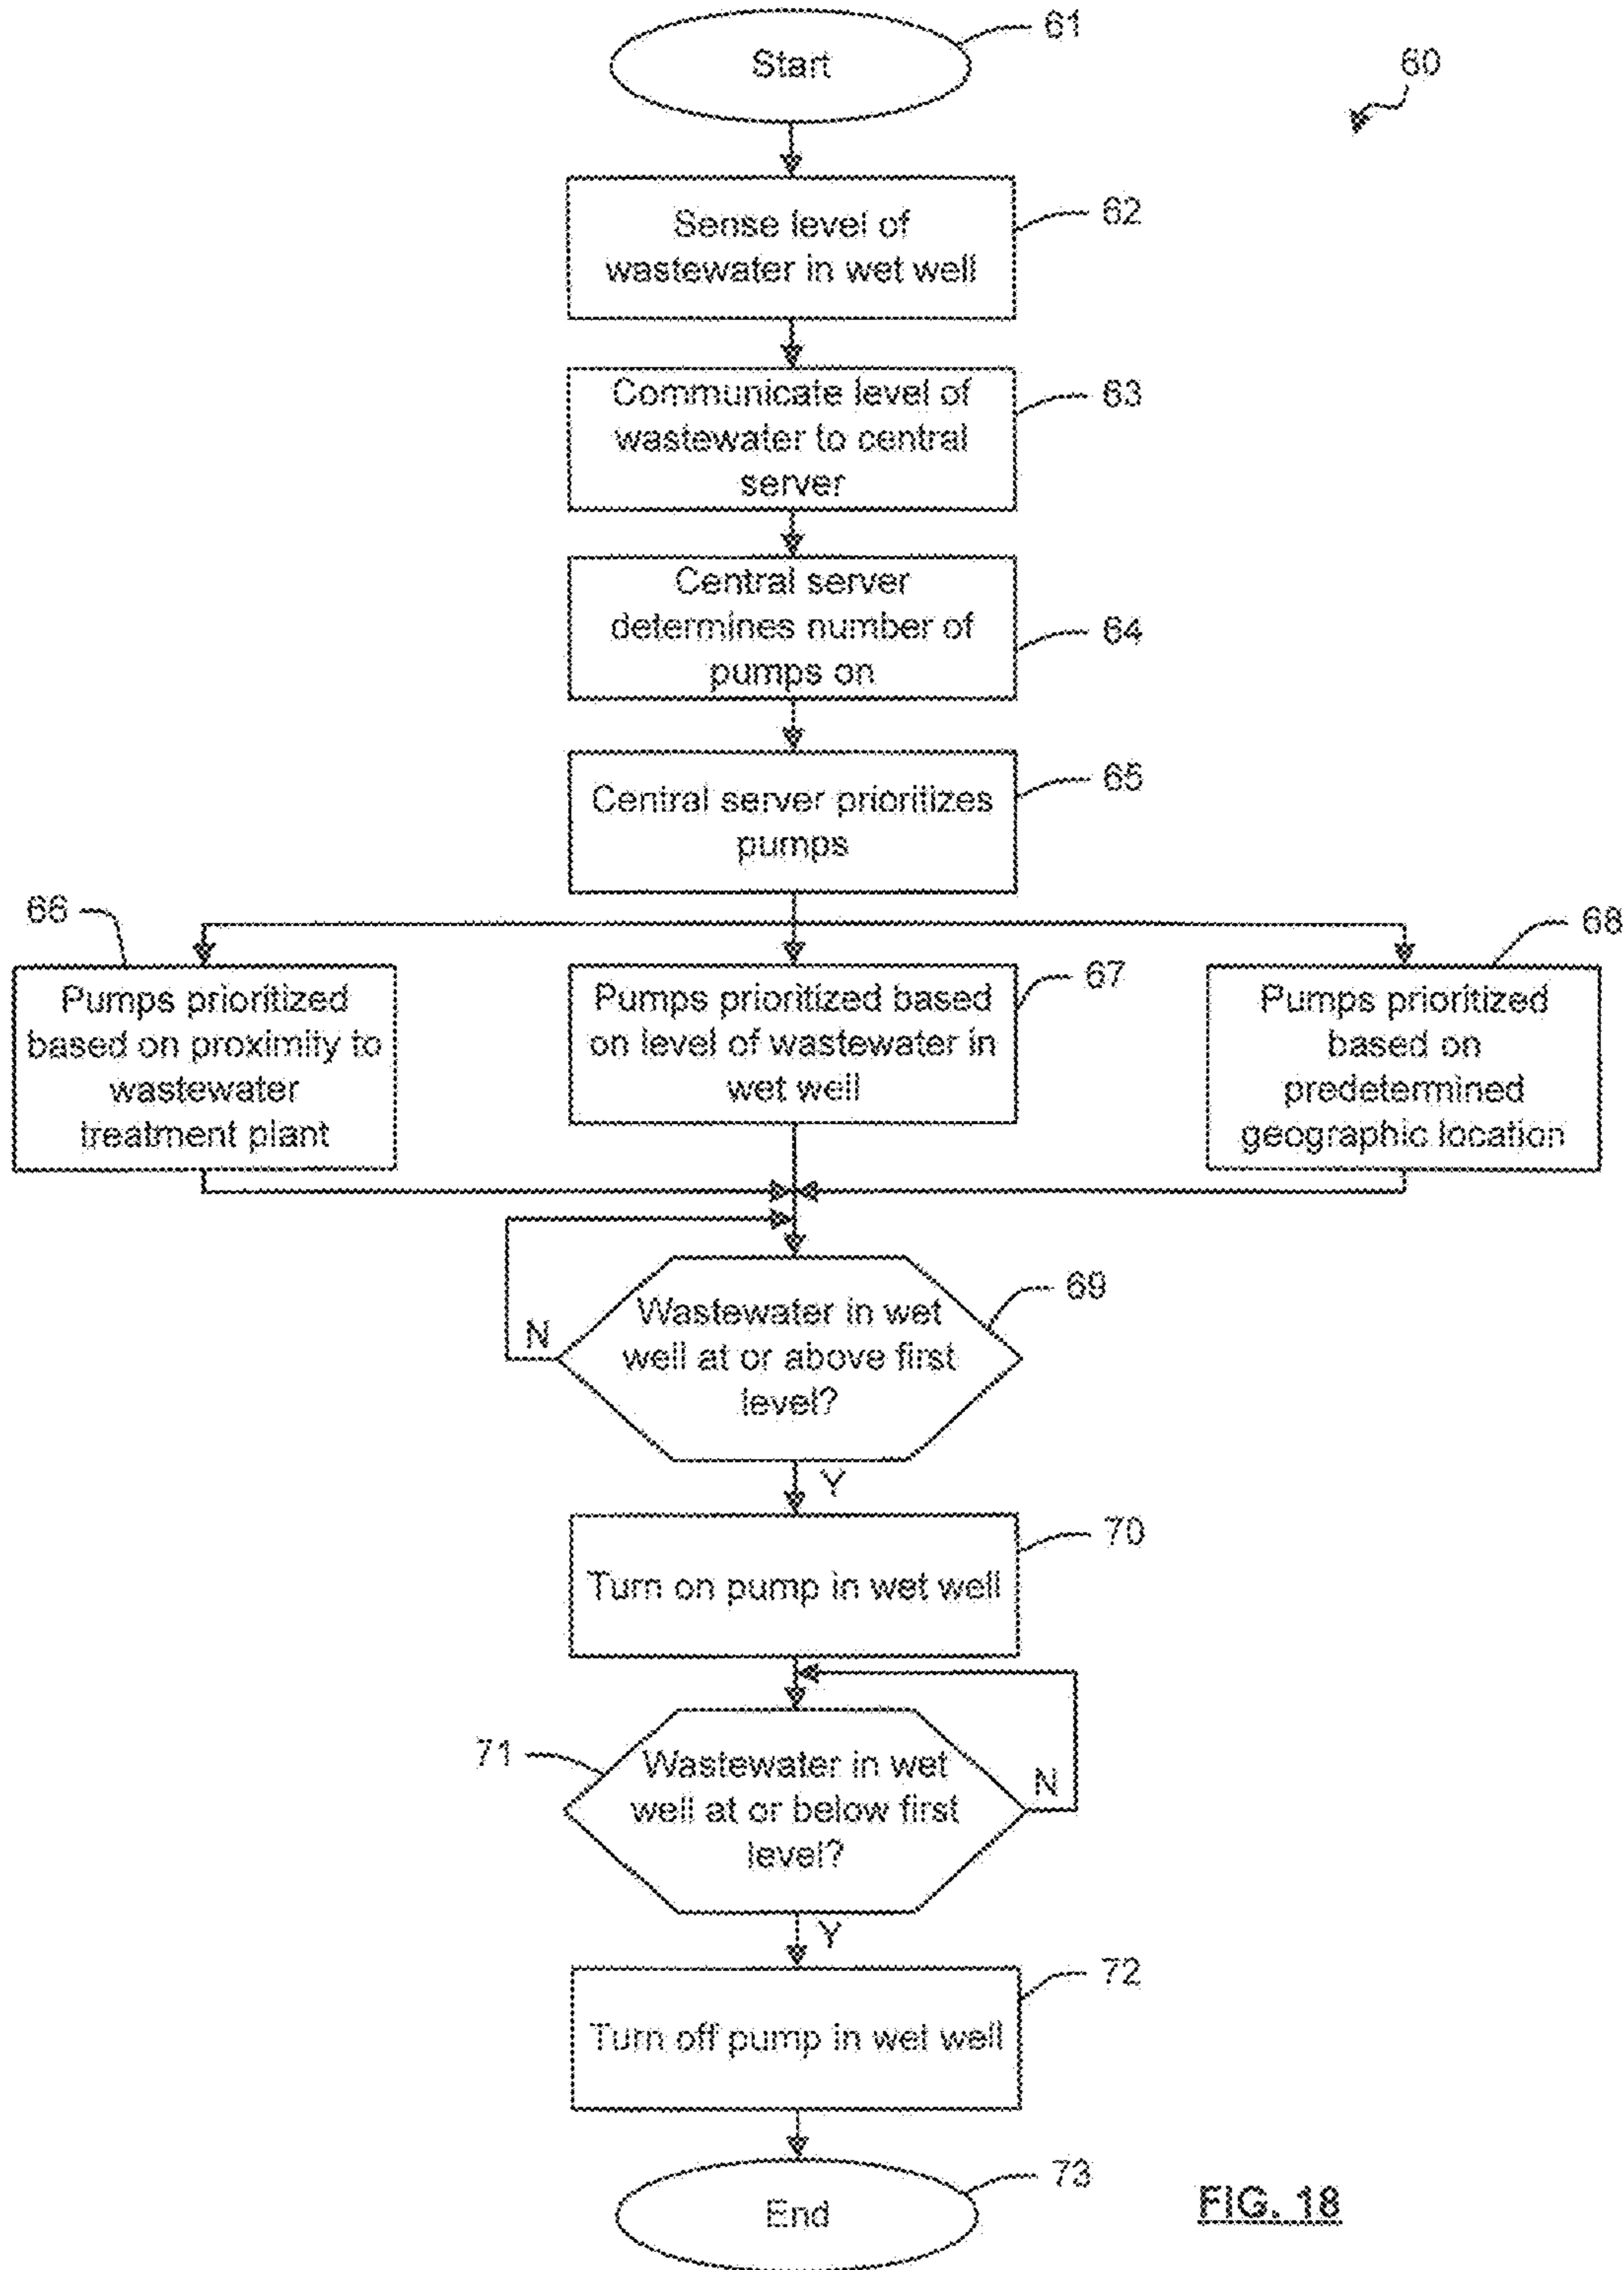 Start
61
60
Sense level of
wastewater in wet well
62
Communicate level of
wastewater to central
server
63
Central server
determines number of
pumps on
64
Central server prioritizes
pumps
65
66
Pumps prioritized
based on proximity to
wastewater
treatment plant
Pumps prioritized based
on level of wastewater in
wet well
67
68
Pumps prioritized
based on
predetermined
geographic location
Wastewater in wet
well at or above first
level?
69
N
Y
Turn on pump in wet well
70
71
Wastewater in wet
well at or below first
level?
N
Y
Turn off pump in wet well
72
End
73
FIG. 18